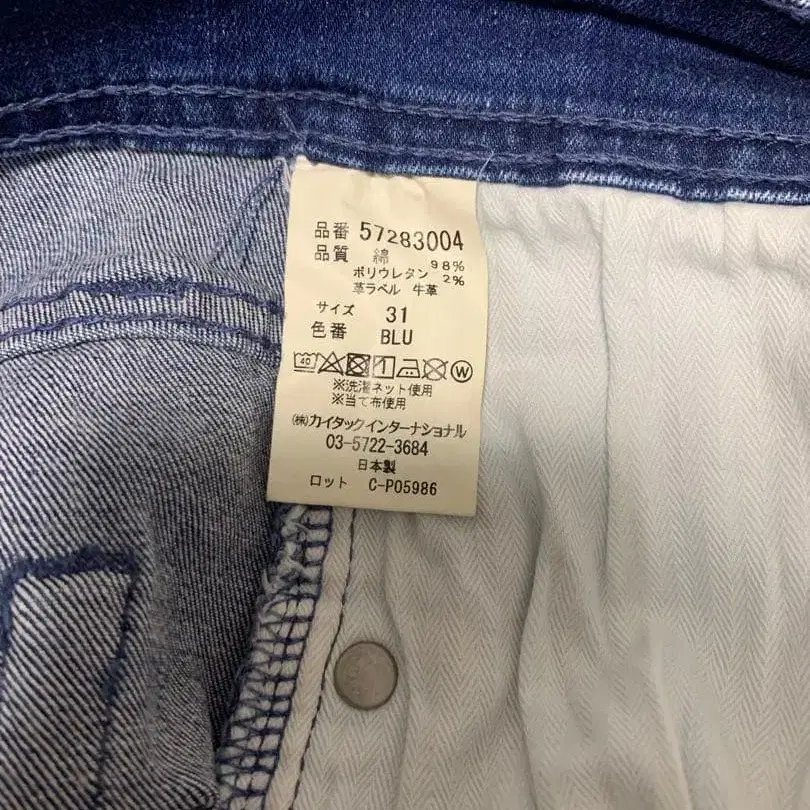 品番 57283004
品質 綿 98%
ポリウレタン 2%
革ラベル 牛革
サイズ 31
色番 BLU
40 W
※洗濯ネット使用
※当て布使用
(株)カイタックインターナショナル
03-5722-3684
日本製
ロット C-P05986